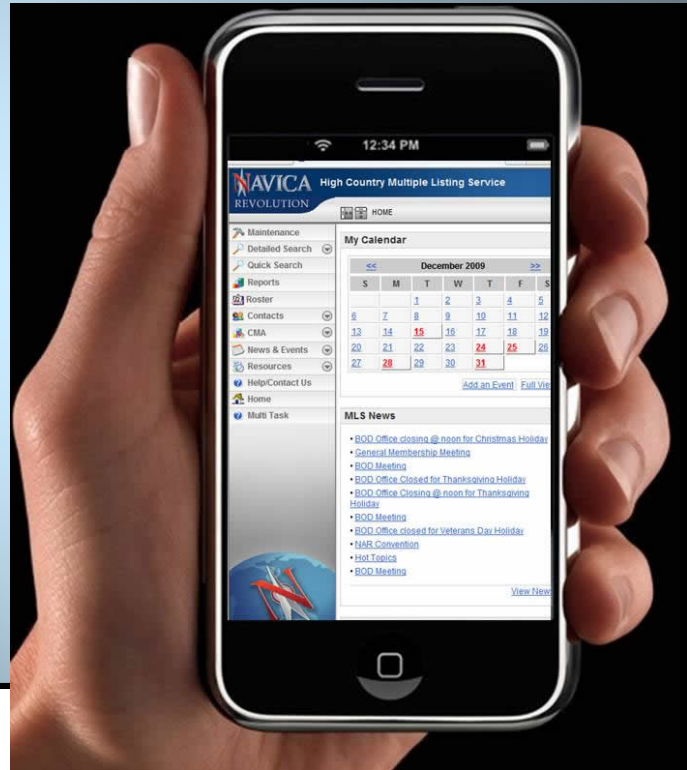 12:34 PM
NAVICA
REVOLUTION
High Country Multiple Listing Service
HOME
Maintenance
Detailed Search
Quick Search
Reports
Roster
Contacts
CMA
News & Events
Resources
Help/Contact Us
Home
Multi Task
My Calendar
<< December 2009 >>
S M T W T F S
1 2 3 4 5
6 7 8 9 10 11 12
13 14 15 16 17 18 19
20 21 22 23 24 25 26
27 28 29 30 31
Add an Event Full View
MLS News
• BOD Office closing @ noon for Christmas Holiday
• General Membership Meeting
• BOD Meeting
• BOD Office Closed for Thanksgiving Holiday
• BOD Office Closing @ noon for Thanksgiving
Holiday
• BOD Meeting
• BOD Office closed for Veterans Day Holiday
• NAR Convention
• Hot Topics
• BOD Meeting
View News